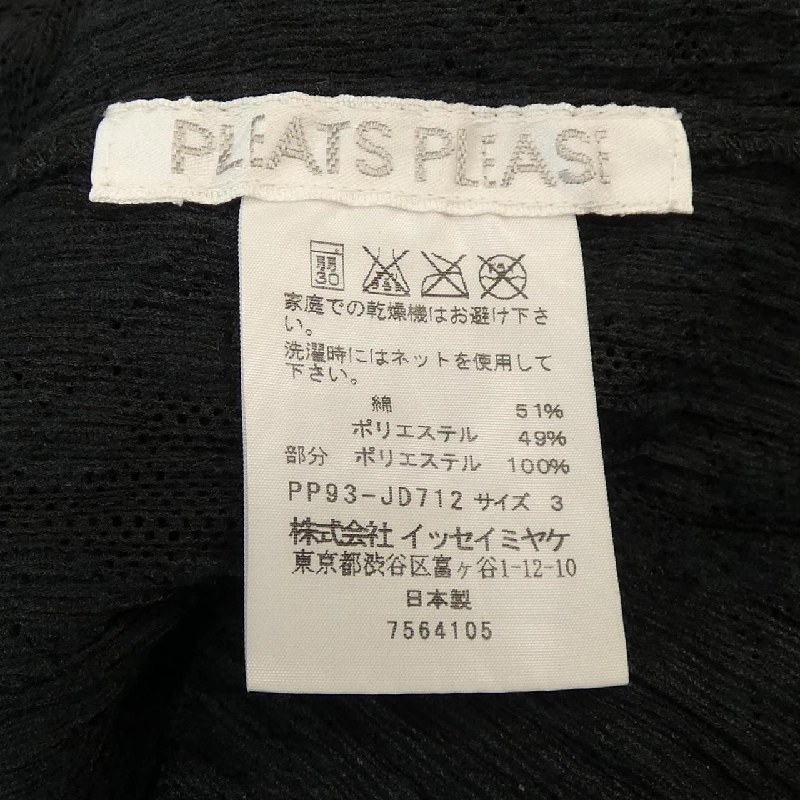 PLEATS PLEASE
弱
30
家庭での乾燥機はお避け下さ
い。
洗濯時にはネットを使用して
下さい。
綿 51%
ポリエステル 49%
部分 ポリエステル 100%
PP93-JD712 サイズ 3
株式会社 イッセイミヤケ
東京都渋谷区富ヶ谷1-12-10
日本製
7564105